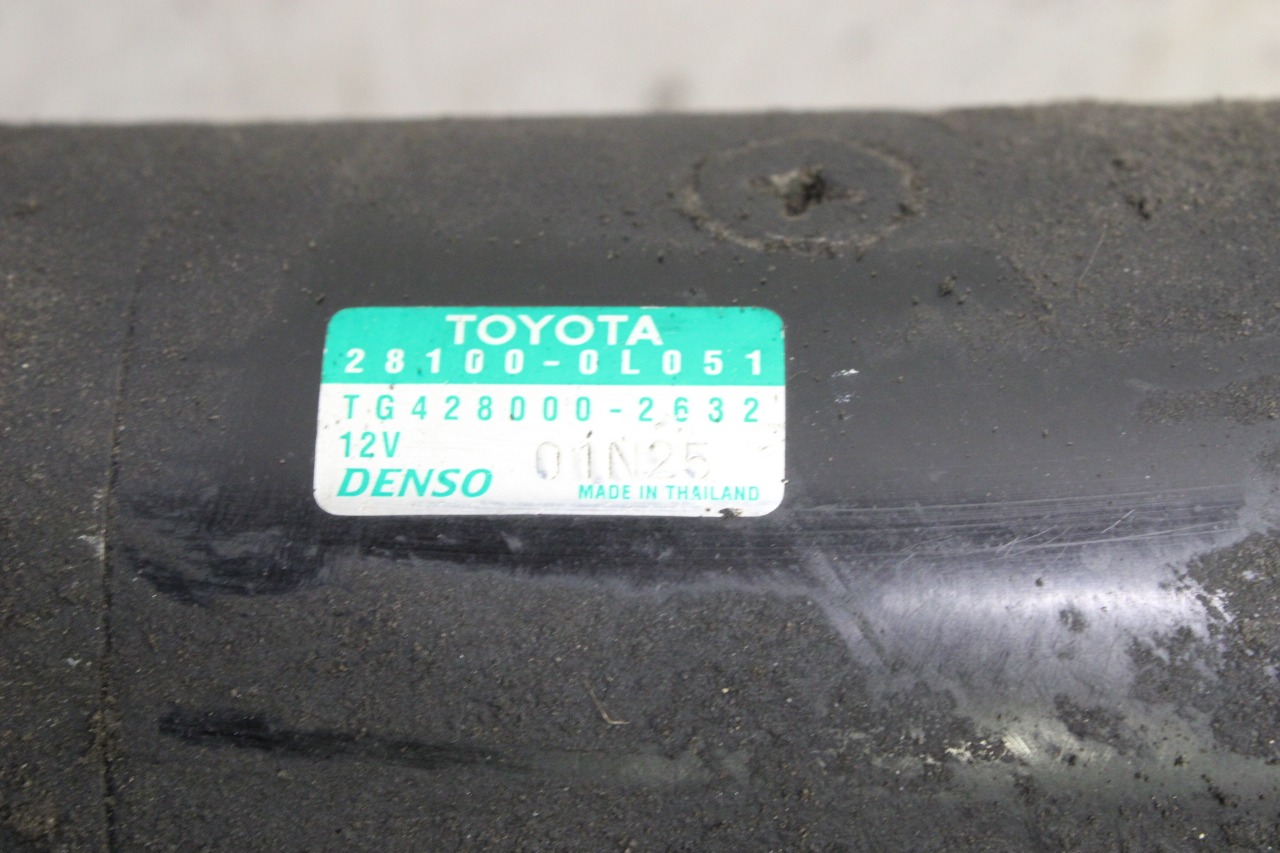 TOYOTA
28100-0L051
TG428000-2632
12V 01N25
DENSO MADE IN THAILAND